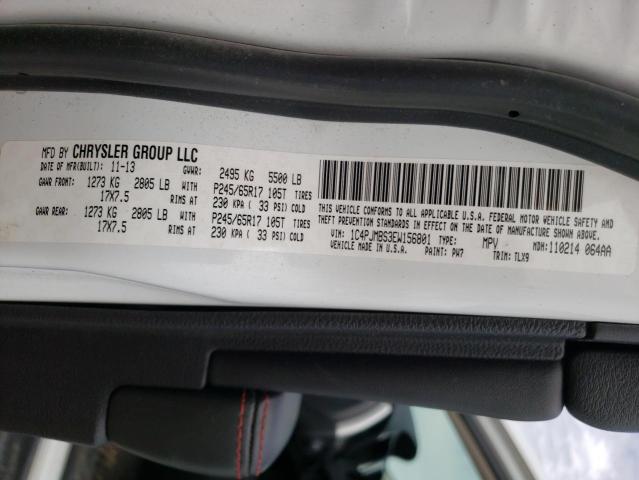 MFD BY CHRYSLER GROUP LLC
DATE OF MFR(BUILT): 11-13 GVWR: 2495 KG 5500 LB
GAWR FRONT: 1273 KG 2805 LB WITH P245/65R17 105T TIRES
17X7.5 RIMS AT 230 KPA ( 33 PSI) COLD
GAWR REAR: 1273 KG 2805 LB WITH P245/65R17 105T TIRES
17X7.5 RIMS AT 230 KPA ( 33 PSI) COLD
THIS VEHICLE CONFORMS TO ALL APPLICABLE U.S.A. FEDERAL MOTOR VEHICLE SAFETY AND
THEFT PREVENTION STANDARDS IN EFFECT ON THE DATE OF MANUFACTURE SHOWN ABOVE.
VIN: 1C4PJMBS3EW156801 TYPE: MPV MDH: 110214 064AA
VEHICLE MADE IN U.S.A. PAINT: PW7 TRIM: TLX9